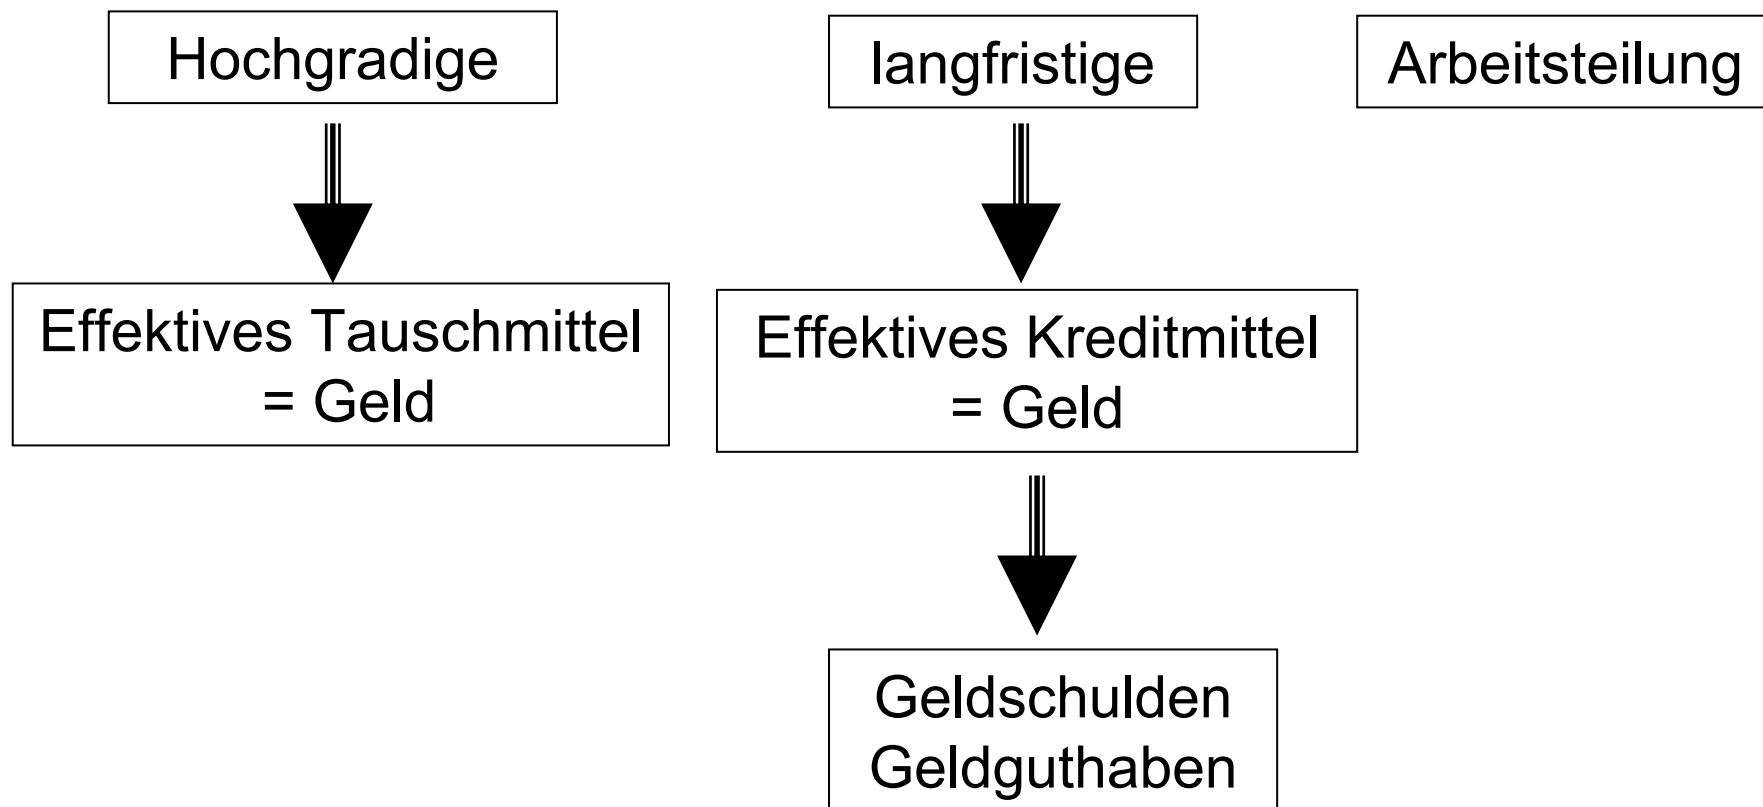 Hochgradige
langfristige
Arbeitsteilung
Effektives Tauschmittel
= Geld
Effektives Kreditmittel
= Geld
Geldschulden
Geldguthaben